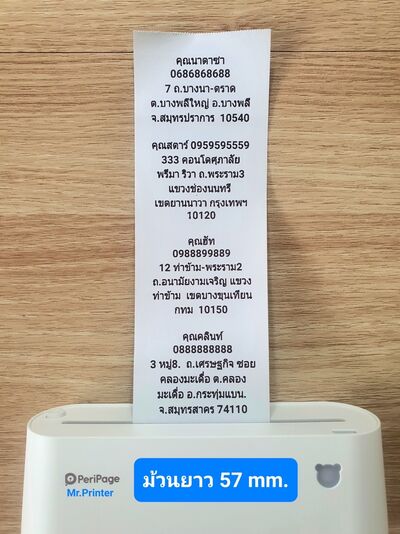 คุณนาตาชา
0686868688
7 ถ.บางนา-ตราด
ต.บางพลีใหญ่ อ.บางพลี
จ.สมุทรปราการ 10540
คุณสตาร์ 0959595559
333 คอนโดศุภาลัย
พรีมา ริวา ถ.พระราม3
แขวงช่องนนทรี
เขตยานนาวา กรุงเทพฯ
10120
คุณฮัท
0988899889
12 ท่าข้าม-พระราม2
ถ.อนามัยงามเจริญ แขวง
ท่าข้าม เขตบางขุนเทียน
กทม 10150
คุณคลินท์
0888888888
3 หมู่8. ถ.เศรษฐกิจ ซอย
คลองมะเดื่อ ต.คลอง
มะเดื่อ อ.กระทุ่มแบน.
จ.สมุทรสาคร 74110
PeriPage
Mr.Printer
ม้วนยาว 57 mm.